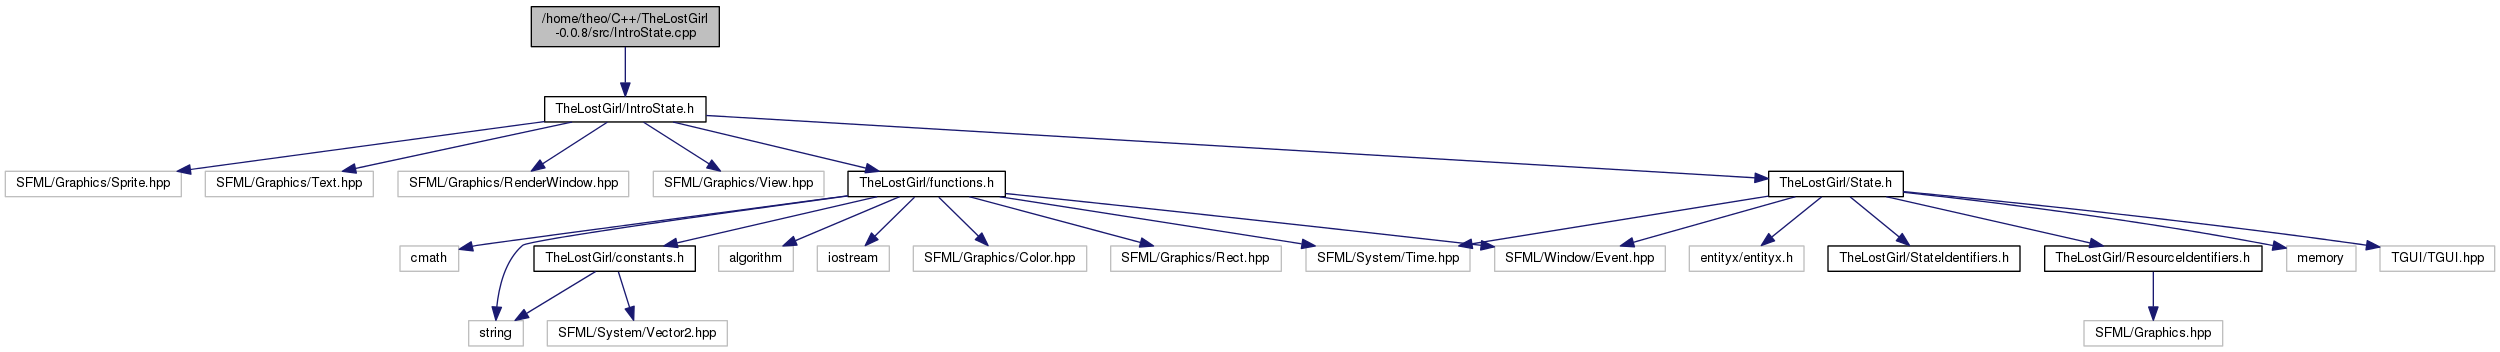 /home/theo/C++/TheLostGirl
-0.0.8/src/IntroState.cpp
TheLostGirl/IntroState.h
SFML/Graphics/Sprite.hpp
SFML/Graphics/Text.hpp
SFML/Graphics/RenderWindow.hpp
SFML/Graphics/View.hpp
TheLostGirl/functions.h
TheLostGirl/State.h
cmath
TheLostGirl/constants.h
algorithm
iostream
SFML/Graphics/Color.hpp
SFML/Graphics/Rect.hpp
SFML/System/Time.hpp
SFML/Window/Event.hpp
entityx/entityx.h
TheLostGirl/StateIdentifiers.h
TheLostGirl/ResourceIdentifiers.h
memory
TGUI/TGUI.hpp
string
SFML/System/Vector2.hpp
SFML/Graphics.hpp